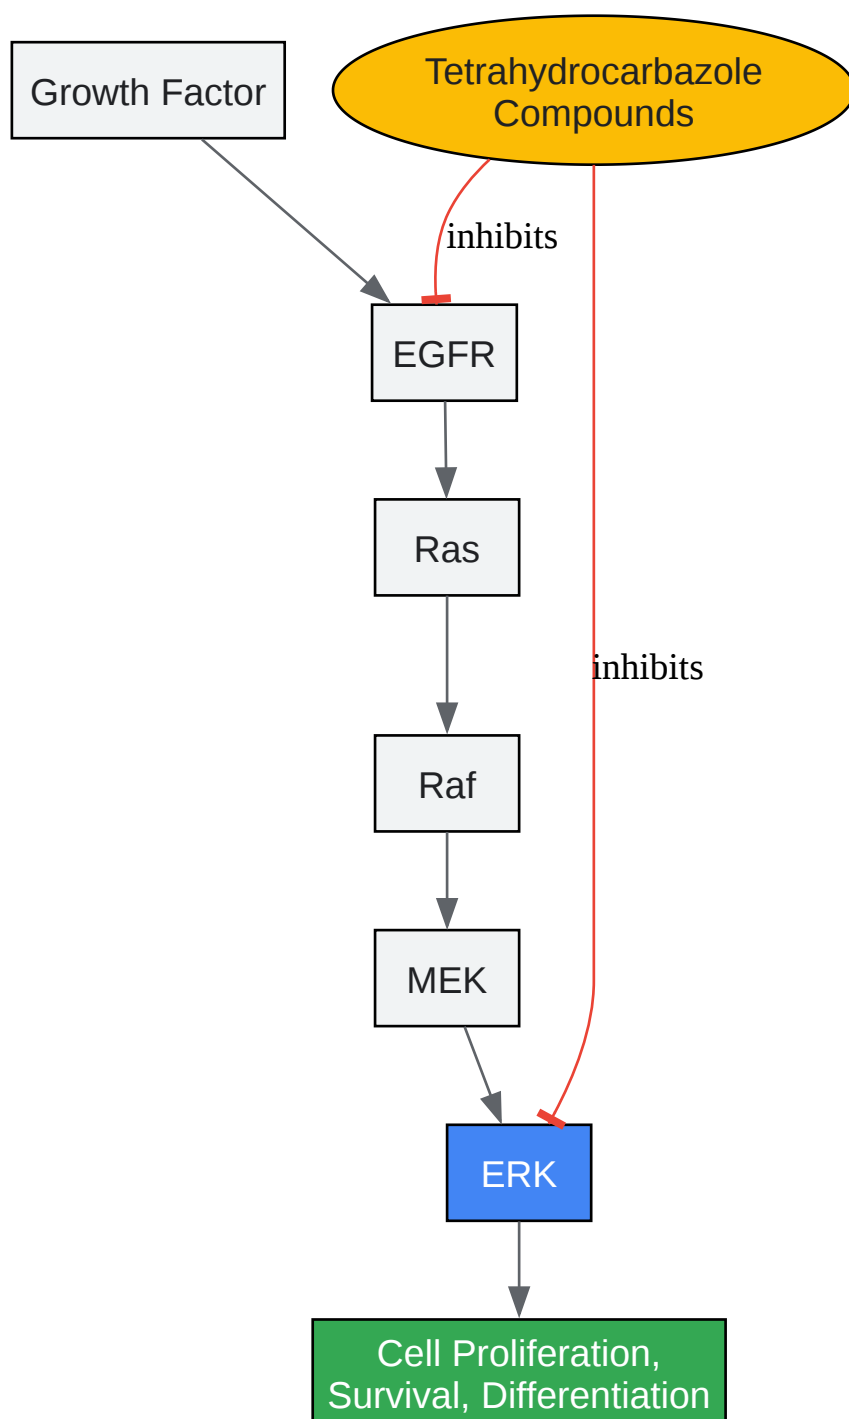 Growth Factor
Tetrahydrocarbazole
Compounds
inhibits
EGFR
Ras
inhibits
Raf
MEK
ERK
Cell Proliferation,
Survival, Differentiation